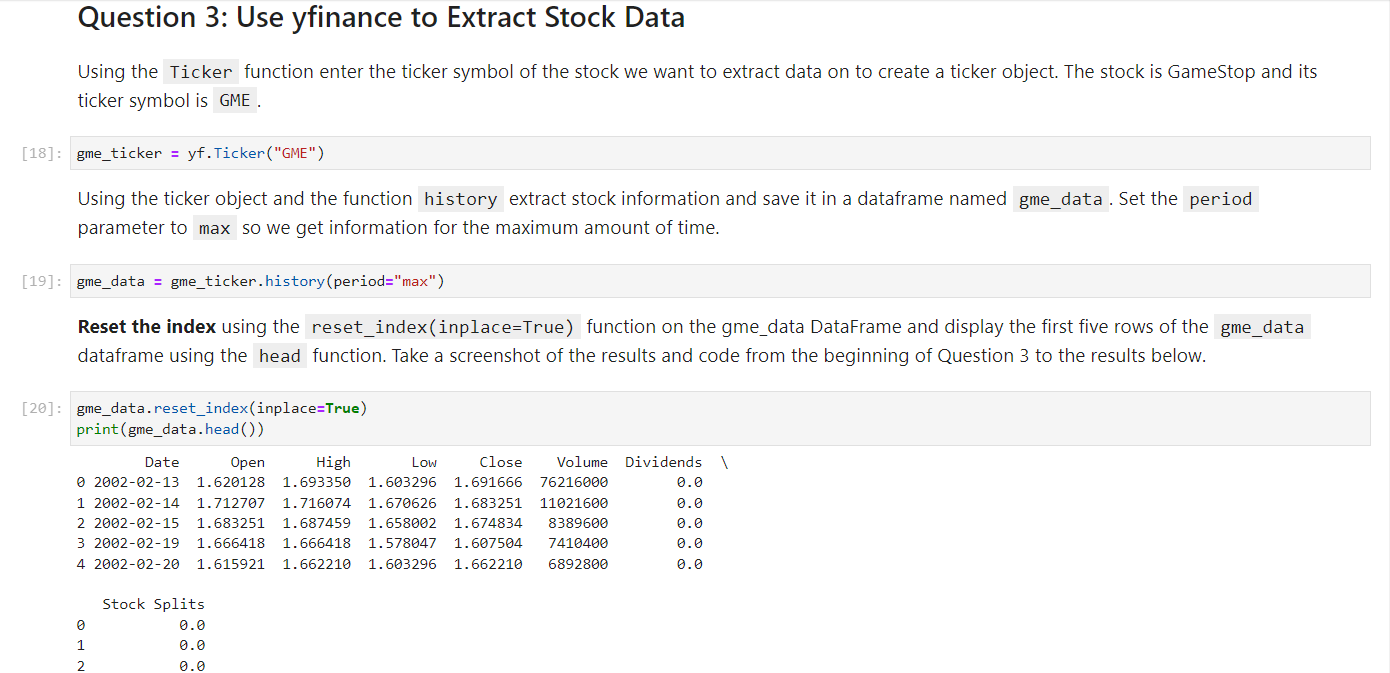 Question 3: Use yfinance to Extract Stock Data
Using the Ticker function enter the ticker symbol of the stock we want to extract data on to create a ticker object. The stock is GameStop and its
ticker symbol is GME .
[18]: gme_ticker = yf.Ticker("GME")
Using the ticker object and the function history extract stock information and save it in a dataframe named gme_data . Set the period
parameter to max so we get information for the maximum amount of time.
[19]: gme_data = gme_ticker.history(period="max")
Reset the index using the reset_index(inplace=True) function on the gme_data DataFrame and display the first five rows of the gme_data
dataframe using the head function. Take a screenshot of the results and code from the beginning of Question 3 to the results below.
[20]: gme_data.reset_index(inplace=True)
print(gme_data.head())
Date Open High Low Close Volume Dividends \
0 2002-02-13 1.620128 1.693350 1.603296 1.691666 76216000 0.0
1 2002-02-14 1.712707 1.716074 1.670626 1.683251 11021600 0.0
2 2002-02-15 1.683251 1.687459 1.658002 1.674834 8389600 0.0
3 2002-02-19 1.666418 1.666418 1.578047 1.607504 7410400 0.0
4 2002-02-20 1.615921 1.662210 1.603296 1.662210 6892800 0.0
Stock Splits
0 0.0
1 0.0
2 0.0